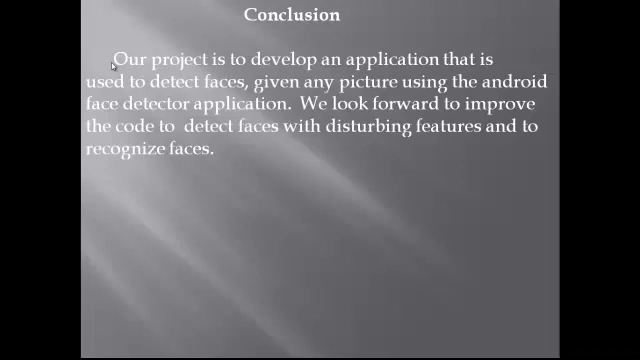 Conclusion
Our project is to develop an application that is
used to detect faces, given any picture using the android
face detector application. We look forward to improve
the code to detect faces with disturbing features and to
recognize faces.